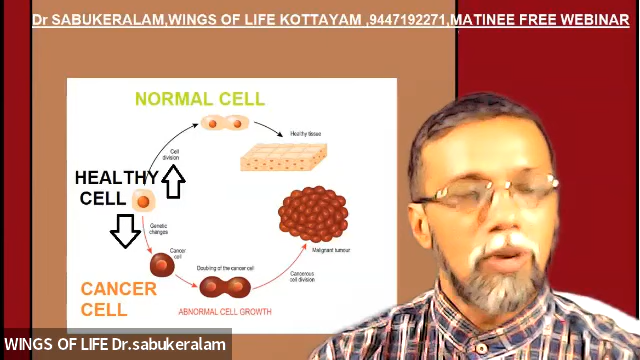 Dr SABUKERALAM,WINGS OF LIFE KOTTAYAM ,9447192271,MATINEE FREE WEBINAR
NORMAL CELL
Healthy tissue
Cell
division
HEALTHY
CELL
Genetic
changes
Cancer
cell
Doubling of the cancer cell
Malignant tumour
Cancerous
cell division
CANCER
CELL
ABNORMAL CELL GROWTH
WINGS OF LIFE Dr.sabukeralam